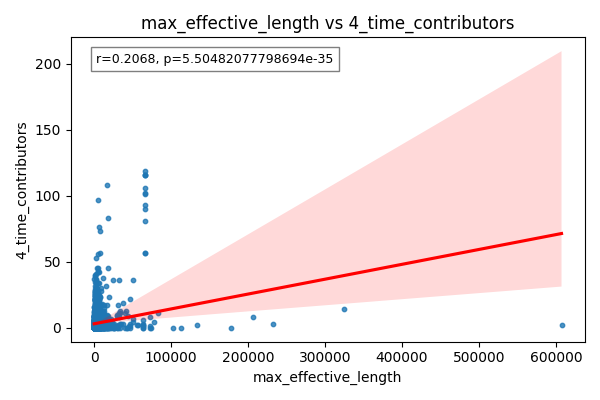 max_effective_length vs 4_time_contributors
r=0.2068, p=5.50482077798694e-35
200
150
100
50
0
4_time_contributors
0 100000 200000 300000 400000 500000 600000
max_effective_length